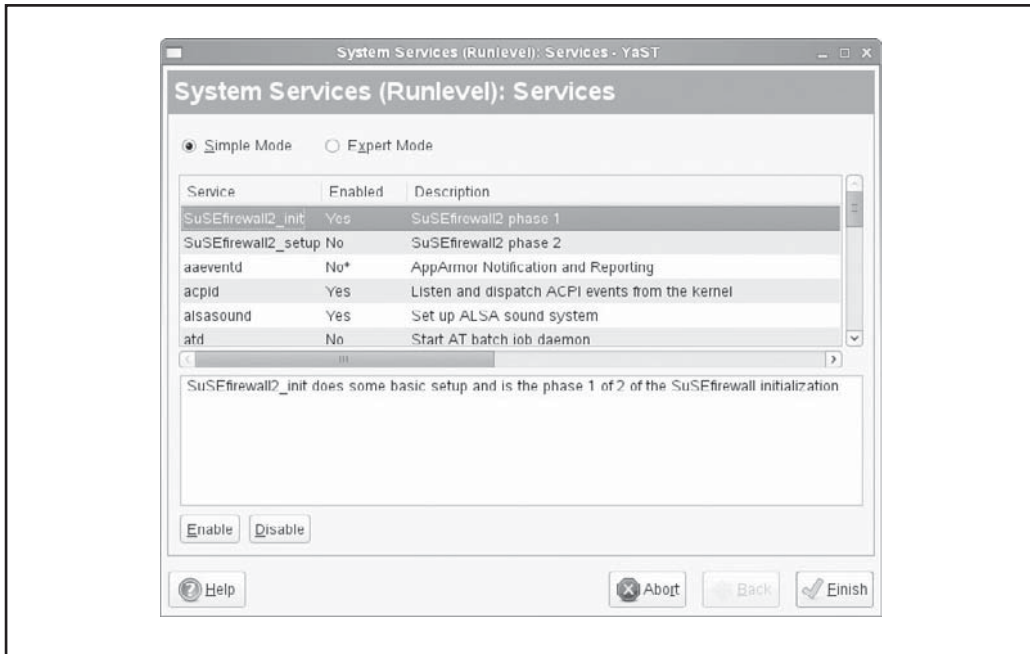 System Services (Runlevel): Services - YaST
System Services (Runlevel): Services
Simple Mode Expert Mode
Service Enabled Description
SuSEfirewall2_init Yes SuSEfirewall2 phase 1
SuSEfirewall2_setup No SuSEfirewall2 phase 2
aaeventd No* AppArmor Notification and Reporting
acpid Yes Listen and dispatch ACPI events from the kernel
alsasound Yes Set up ALSA sound system
atd No Start AT batch job daemon
SuSEfirewall2_init does some basic setup and is the phase 1 of 2 of the SuSEfirewall initialization
Enable Disable
Help Abort Back Finish